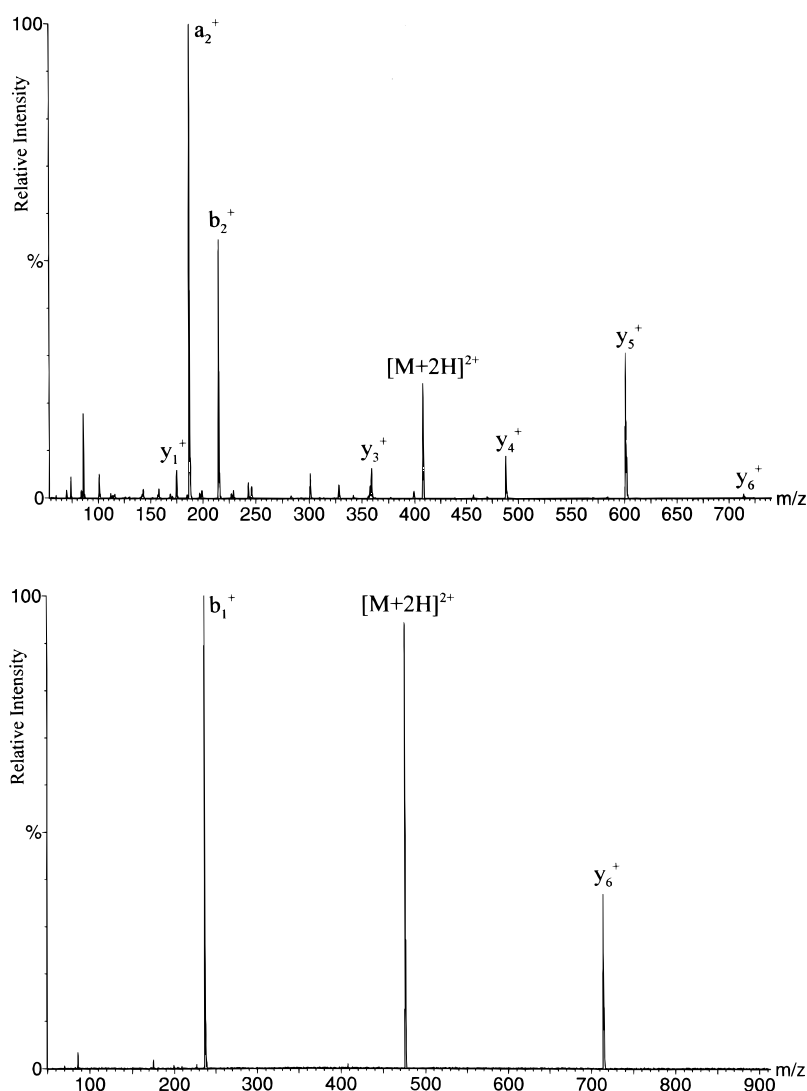 100
a₂⁺
Relative Intensity
b₂⁺
%
[M+2H]²⁺
y₅⁺
y₁⁺
y₃⁺
y₄⁺
y₆⁺
0
100 150 200 250 300 350 400 450 500 550 600 650 700 m/z
100
b₁⁺
[M+2H]²⁺
Relative Intensity
%
y₆⁺
0
100 200 300 400 500 600 700 800 900 m/z